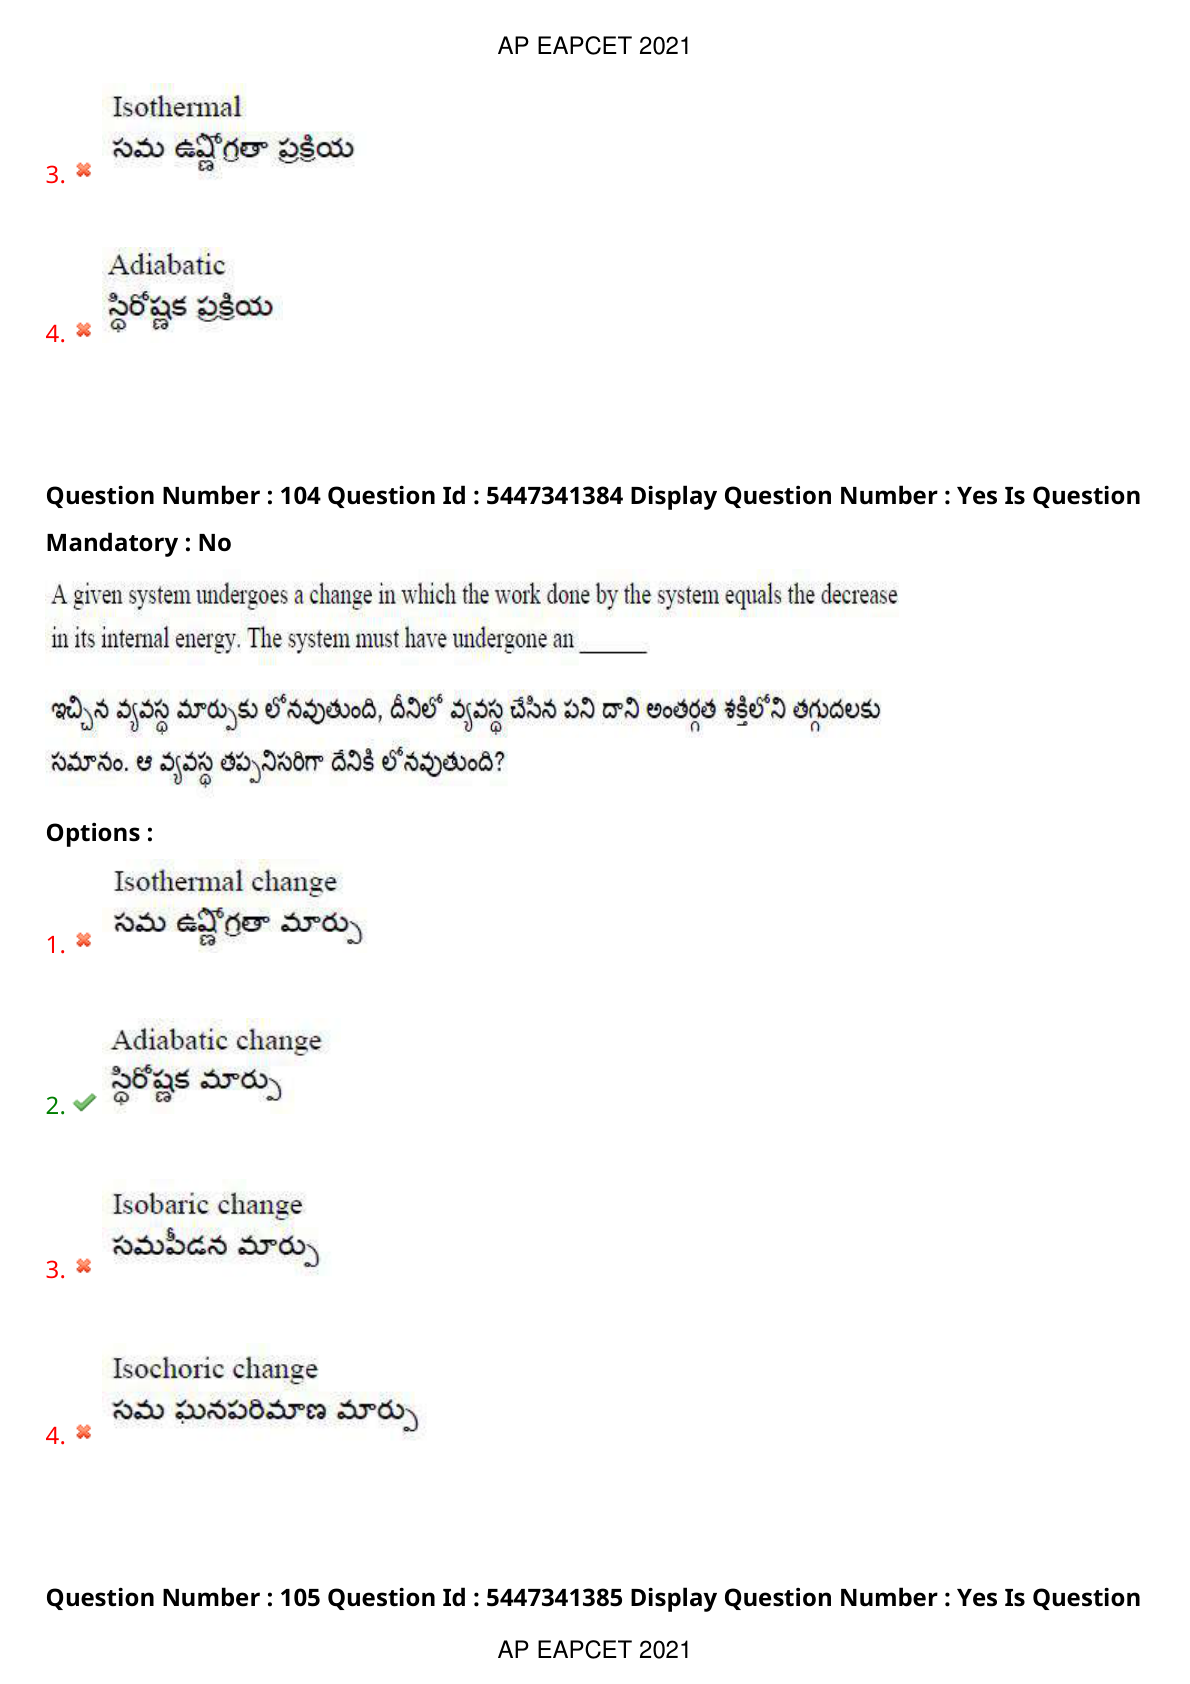 AP EAPCET 2021
Isothermal
సమ ఉష్ణోగ్రతా ప్రక్రియ
3.
Adiabatic
స్థిరోష్ణక ప్రక్రియ
4.
Question Number : 104 Question Id : 5447341384 Display Question Number : Yes Is Question
Mandatory : No
A given system undergoes a change in which the work done by the system equals the decrease
in its internal energy. The system must have undergone an ______
ఇచ్చిన వ్యవస్థ మార్పుకు లోనవుతుంది, దీనిలో వ్యవస్థ చేసిన పని దాని అంతర్గత శక్తిలోని తగ్గుదలకు
సమానం. ఆ వ్యవస్థ తప్పనిసరిగా దేనికి లోనవుతుంది?
Options :
Isothermal change
సమ ఉష్ణోగ్రతా మార్పు
1.
Adiabatic change
స్థిరోష్ణక మార్పు
2.
Isobaric change
సమపీడన మార్పు
3.
Isochoric change
సమ ఘనపరిమాణ మార్పు
4.
Question Number : 105 Question Id : 5447341385 Display Question Number : Yes Is Question
AP EAPCET 2021